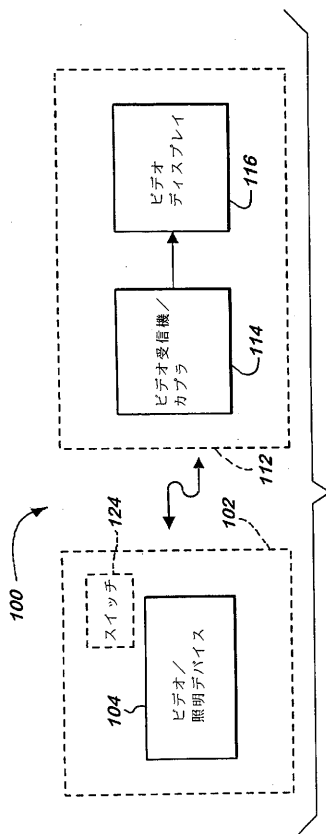 100
124
スイッチ
104
ビデオ/
照明デバイス
102
112
ビデオ受信機/
カプラ
114
ビデオ
ディスプレイ
116